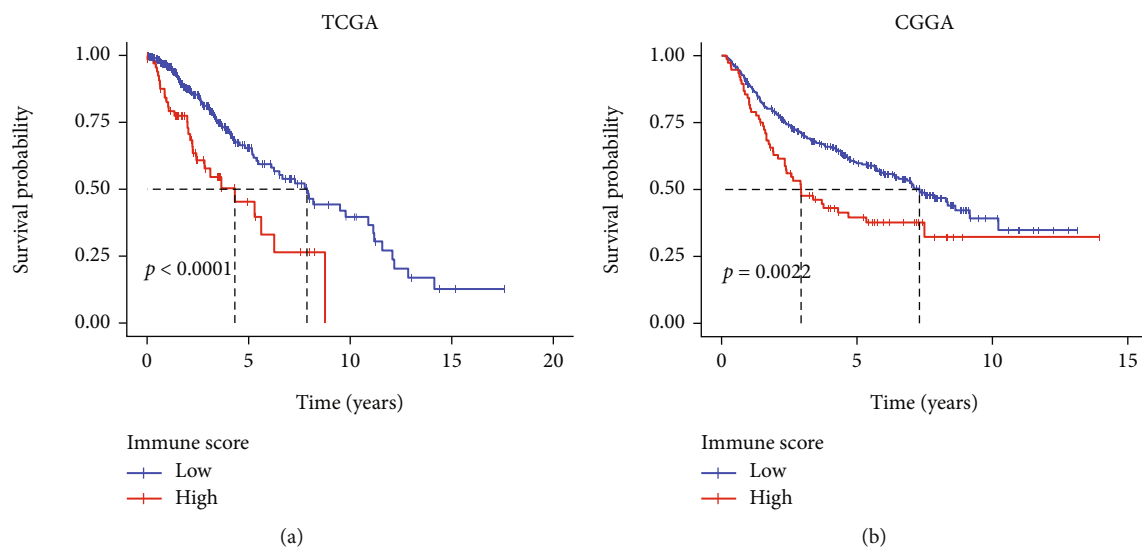 TCGA
1.00
0.75
0.50
0.25
0.00
Survival probability
p < 0.0001
0 5 10 15 20
Time (years)
Immune score
Low
High
(a)
CGGA
1.00
0.75
0.50
0.25
0.00
Survival probability
p = 0.0022
0 5 10 15
Time (years)
Immune score
Low
High
(b)